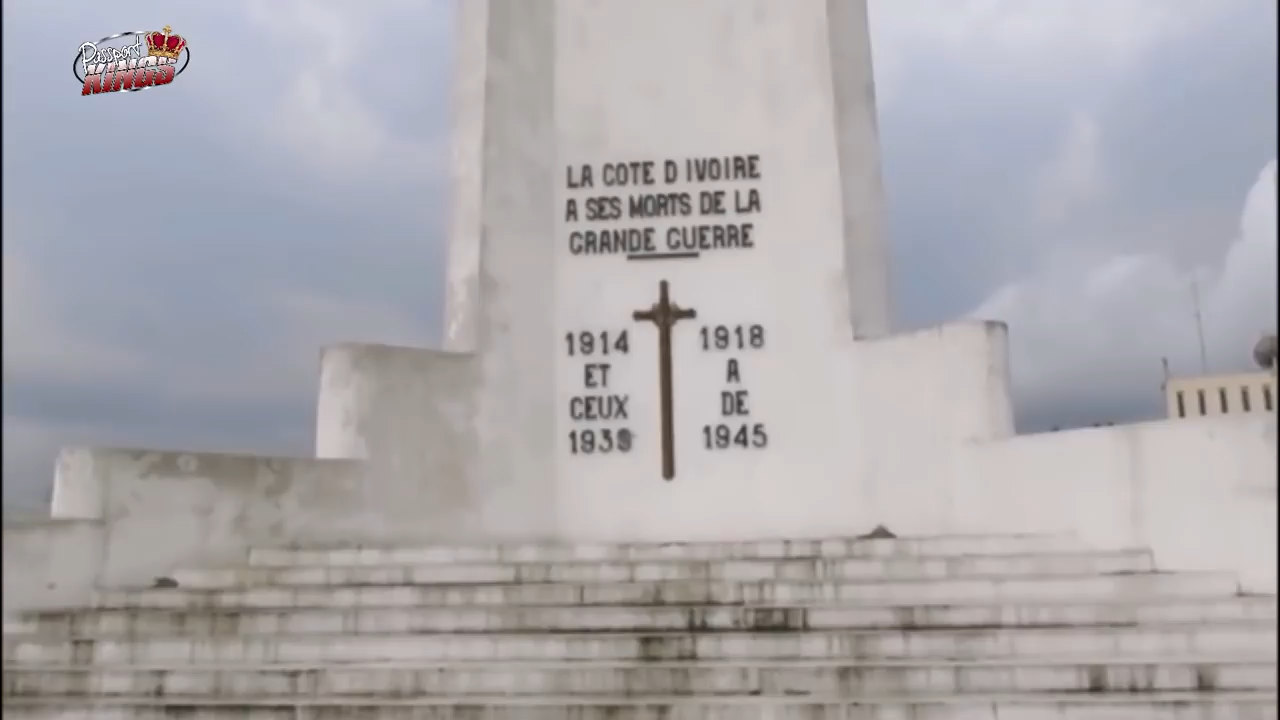 Passport
KINGS
LA COTE D IVOIRE
A SES MORTS DE LA
GRANDE GUERRE
1914 1918
ET A
CEUX DE
1939 1945